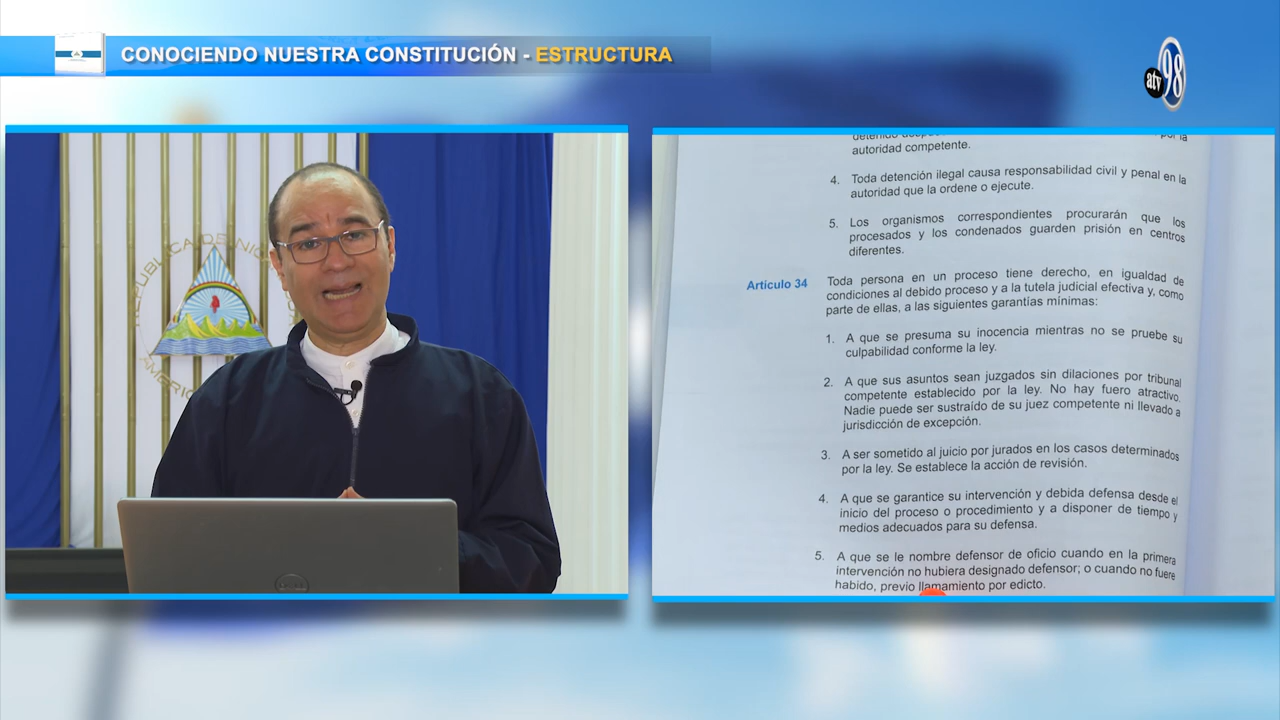 CONOCIENDO NUESTRA CONSTITUCIÓN - ESTRUCTURA
atv 98
REPUBLICA DE NIC
AMERIC
DELL
por la
autoridad competente.
4. Toda detención ilegal causa responsabilidad civil y penal en la
autoridad que la ordene o ejecute.
5. Los organismos correspondientes procurarán que los
procesados y los condenados guarden prisión en centros
diferentes.
Artículo 34 Toda persona en un proceso tiene derecho, en igualdad de
condiciones al debido proceso y a la tutela judicial efectiva y, como
parte de ellas, a las siguientes garantías mínimas:
1. A que se presuma su inocencia mientras no se pruebe su
culpabilidad conforme la ley.
2. A que sus asuntos sean juzgados sin dilaciones por tribunal
competente establecido por la ley. No hay fuero atractivo.
Nadie puede ser sustraído de su juez competente ni llevado a
jurisdicción de excepción.
3. A ser sometido al juicio por jurados en los casos determinados
por la ley. Se establece la acción de revisión.
4. A que se garantice su intervención y debida defensa desde el
inicio del proceso o procedimiento y a disponer de tiempo y
medios adecuados para su defensa.
5. A que se le nombre defensor de oficio cuando en la primera
intervención no hubiera designado defensor; o cuando no fuere
habido, previo llamamiento por edicto.